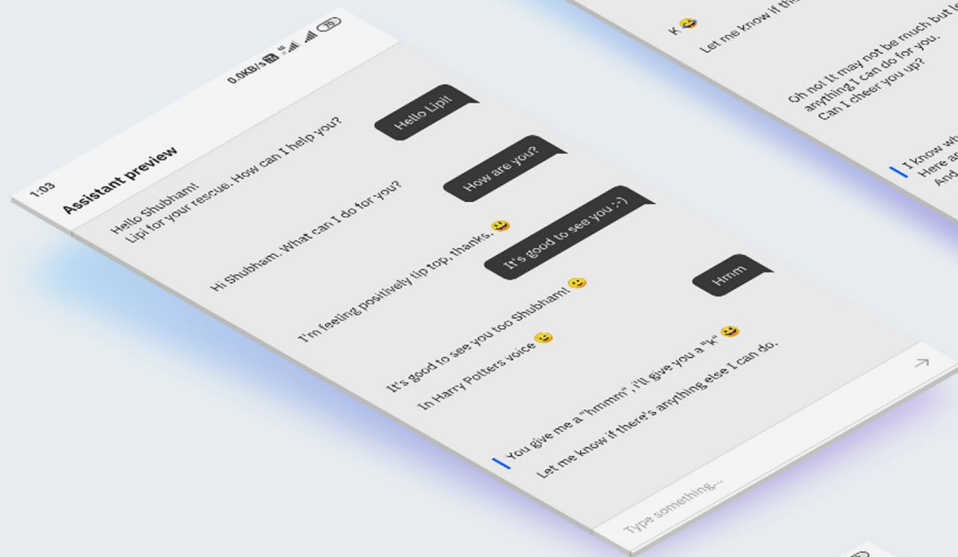 1:03
0.0KB/s
75
Assistant preview
Hello Shubham!
Lipi for your rescue. How can I help you?
Hello Lipi!
Hi Shubham. What can I do for you?
How are you?
I'm feeling positively tip top, thanks. 😀
It's good to see you :-)
It's good to see you too Shubham! 😉
In Harry Potters voice 😉
Hmm
You give me a "hmmm", i'll give you a "k" 😄
Let me know if there's anything else I can do.
Type something...
K 😂
Let me know if
Oh no! It may not be much but
anything I can do for you.
Can I cheer you up?
I know
Here
And